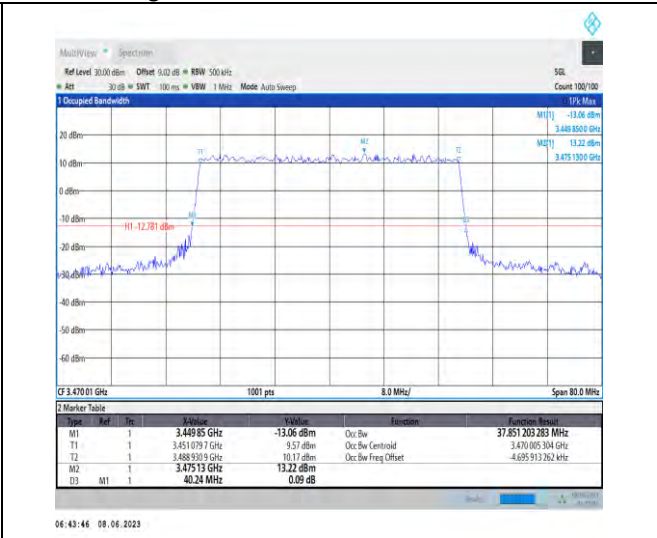 MultiView Spectrum
Ref Level 30.00 dBm Offset 9.02 dB RBW 500 kHz SGL
Att 30 dB SWT 100 ms VBW 1 MHz Mode Auto Sweep Count 100/100
1 Occupied Bandwidth 1Pk Max
M1[1] -13.06 dBm
3.449 8500 GHz
M2[1] 13.22 dBm
3.475 1300 GHz
20 dBm
M2
T1 T2
10 dBm
0 dBm
-10 dBm
M1
H1 -12.781 dBm
-20 dBm
-30 dBm
-40 dBm
-50 dBm
-60 dBm
CF 3.470 01 GHz 1001 pts 8.0 MHz/ Span 80.0 MHz
2 Marker Table
Type Ref Trc X-Value Y-Value Function Function Result
M1 1 3.449 85 GHz -13.06 dBm Occ Bw 37.851 203 283 MHz
T1 1 3.451 079 7 GHz 9.57 dBm Occ Bw Centroid 3.470 005 304 GHz
T2 1 3.488 930 9 GHz 10.17 dBm Occ Bw Freq Offset -4.695 913 262 kHz
M2 1 3.475 13 GHz 13.22 dBm
D3 M1 1 40.24 MHz 0.09 dB
06:43:46 08.06.2023